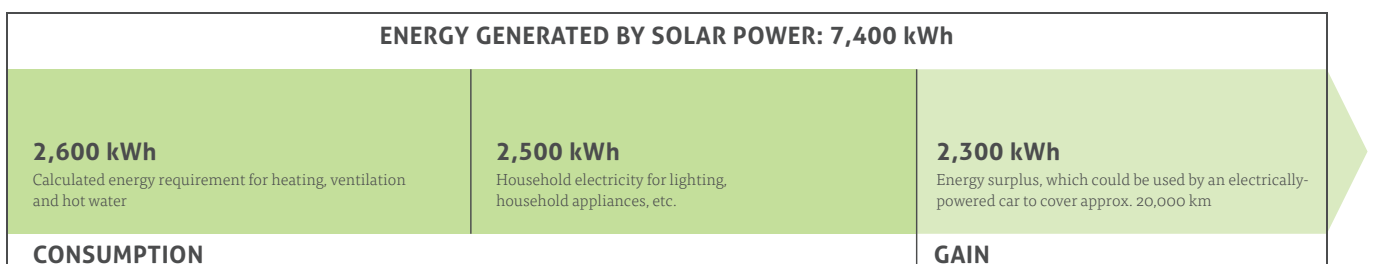 ENERGY GENERATED BY SOLAR POWER: 7,400 kWh
2,600 kWh
Calculated energy requirement for heating, ventilation
and hot water
2,500 kWh
Household electricity for lighting,
household appliances, etc.
2,300 kWh
Energy surplus, which could be used by an electrically-
powered car to cover approx. 20,000 km
CONSUMPTION
GAIN